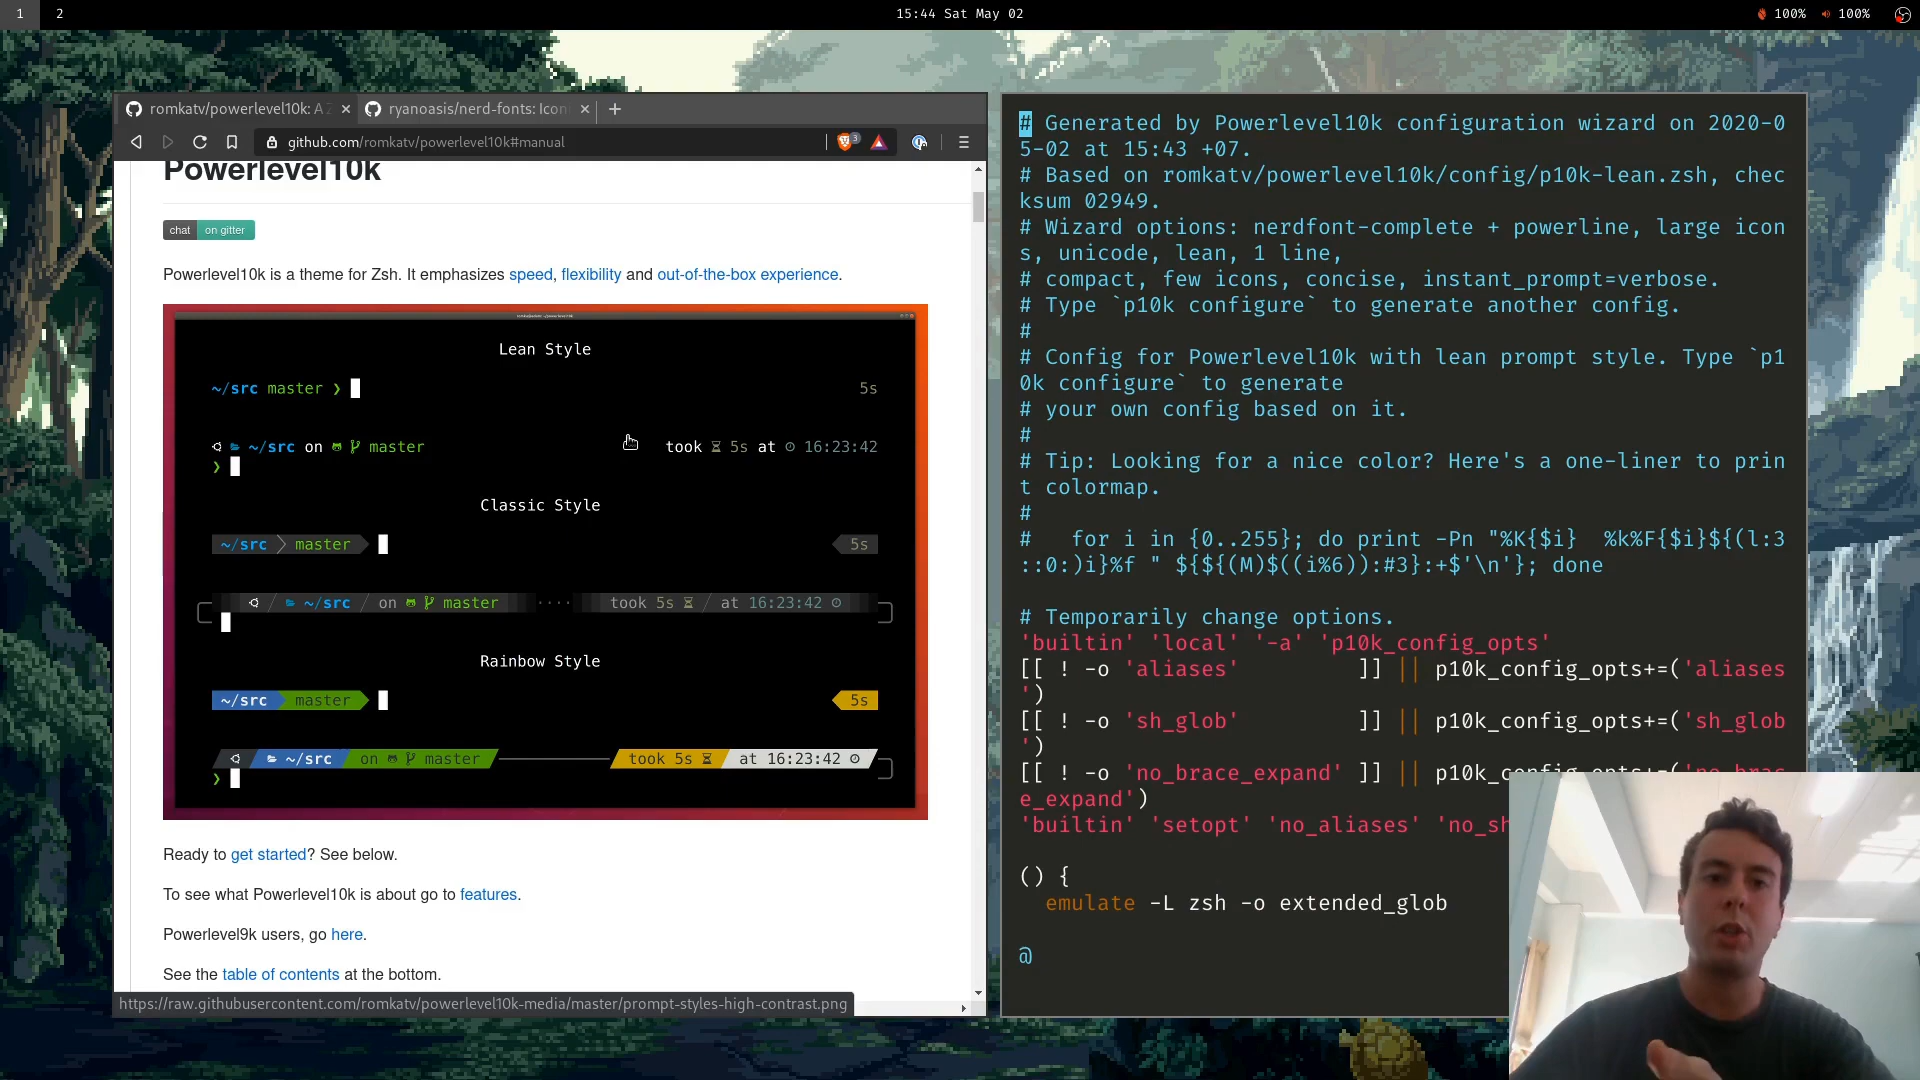 1 2 15:44 Sat May 02 100% 100%
romkatv/powerlevel10k: A ryanoasis/nerd-fonts: Icon
github.com/romkatv/powerlevel10k#manual 3
Powerlevel10k
chat on gitter
Powerlevel10k is a theme for Zsh. It emphasizes speed, flexibility and out-of-the-box experience.
Lean Style
~/src master ❯ 5s
~/src on master took 5s at 16:23:42
❯
Classic Style
~/src master 5s
~/src on master took 5s at 16:23:42
Rainbow Style
~/src master 5s
~/src on master took 5s at 16:23:42
❯
Ready to get started? See below.
To see what Powerlevel10k is about go to features.
Powerlevel9k users, go here.
See the table of contents at the bottom.
https://raw.githubusercontent.com/romkatv/powerlevel10k-media/master/prompt-styles-high-contrast.png
# Generated by Powerlevel10k configuration wizard on 2020-0
5-02 at 15:43 +07.
# Based on romkatv/powerlevel10k/config/p10k-lean.zsh, chec
ksum 02949.
# Wizard options: nerdfont-complete + powerline, large icon
s, unicode, lean, 1 line,
# compact, few icons, concise, instant_prompt=verbose.
# Type `p10k configure` to generate another config.
#
# Config for Powerlevel10k with lean prompt style. Type `p1
0k configure` to generate
# your own config based on it.
#
# Tip: Looking for a nice color? Here's a one-liner to prin
t colormap.
#
#   for i in {0..255}; do print -Pn "%K{$i}  %k%F{$i}${(l:3
::0:)i}%f " ${${(M)$((i%6)):#3}:+$'\n'}; done
# Temporarily change options.
'builtin' 'local' '-a' 'p10k_config_opts'
[[ ! -o 'aliases'         ]] || p10k_config_opts+=('aliases
')
[[ ! -o 'sh_glob'         ]] || p10k_config_opts+=('sh_glob
')
[[ ! -o 'no_brace_expand' ]] || p10k_config_opts+=('no_brac
e_expand')
'builtin' 'setopt' 'no_aliases' 'no_sh
() {
  emulate -L zsh -o extended_glob
@